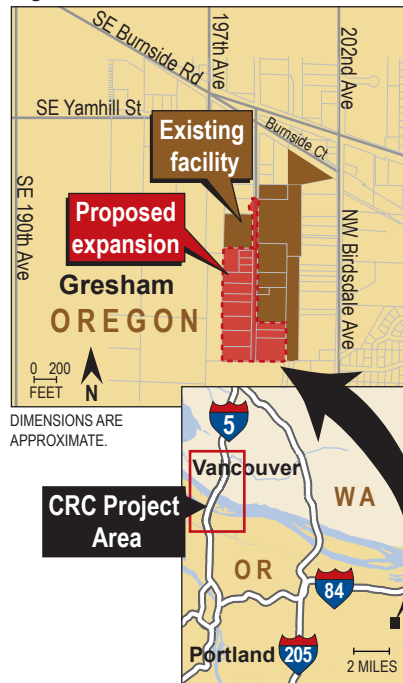 SE Burnside Rd
197th Ave
202nd Ave
SE Yamhill St
Burnside Ct
Existing
facility
SE 190th Ave
Proposed
expansion
NW Birdsdale Ave
Gresham
OREGON
0 200
FEET
N
DIMENSIONS ARE
APPROXIMATE.
5
Vancouver
WA
CRC Project
Area
OR
84
Portland
205
2 MILES